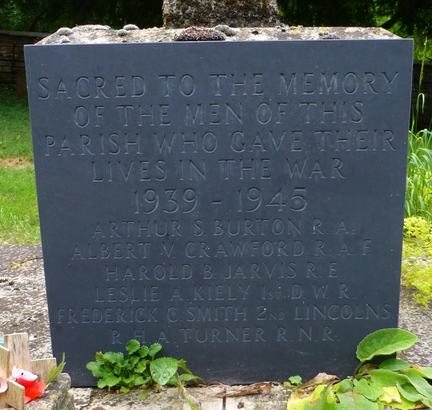 SACRED TO THE MEMORY
OF THE MEN OF THIS
PARISH WHO GAVE THEIR
LIVES IN THE WAR
1939 - 1945
ARTHUR S BURTON R.A.
ALBERT V CRAWFORD R.A.F
HAROLD B JARVIS R.E
LESLIE A KIELY 1st D.W.R.
FREDERICK C SMITH 2nd LINCOLNS
R.H.A. TURNER R.N.R.